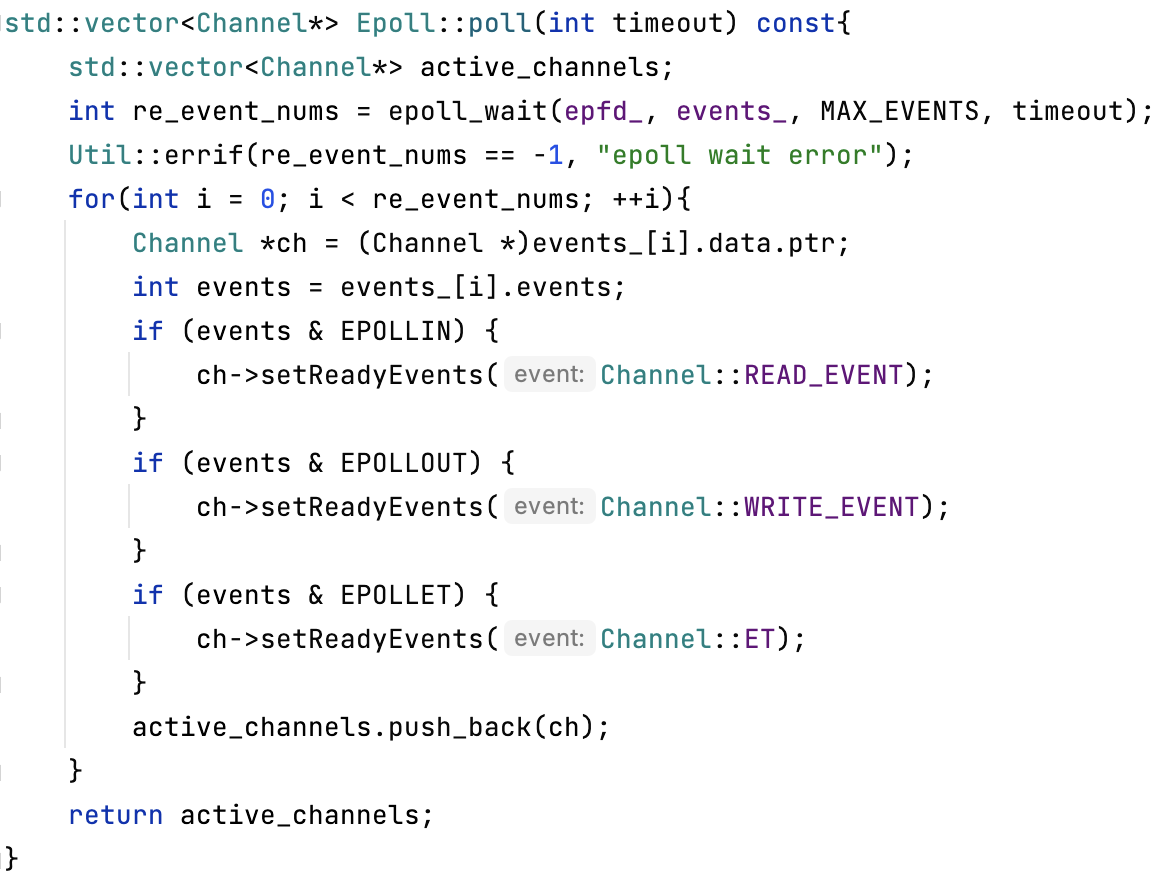 std::vector<Channel*> Epoll::poll(int timeout) const{
    std::vector<Channel*> active_channels;
    int re_event_nums = epoll_wait(epfd_, events_, MAX_EVENTS, timeout);
    Util::errif(re_event_nums == -1, "epoll wait error");
    for(int i = 0; i < re_event_nums; ++i){
        Channel *ch = (Channel *)events_[i].data.ptr;
        int events = events_[i].events;
        if (events & EPOLLIN) {
            ch->setReadyEvents( event: Channel::READ_EVENT);
        }
        if (events & EPOLLOUT) {
            ch->setReadyEvents( event: Channel::WRITE_EVENT);
        }
        if (events & EPOLLET) {
            ch->setReadyEvents( event: Channel::ET);
        }
        active_channels.push_back(ch);
    }
    return active_channels;
}